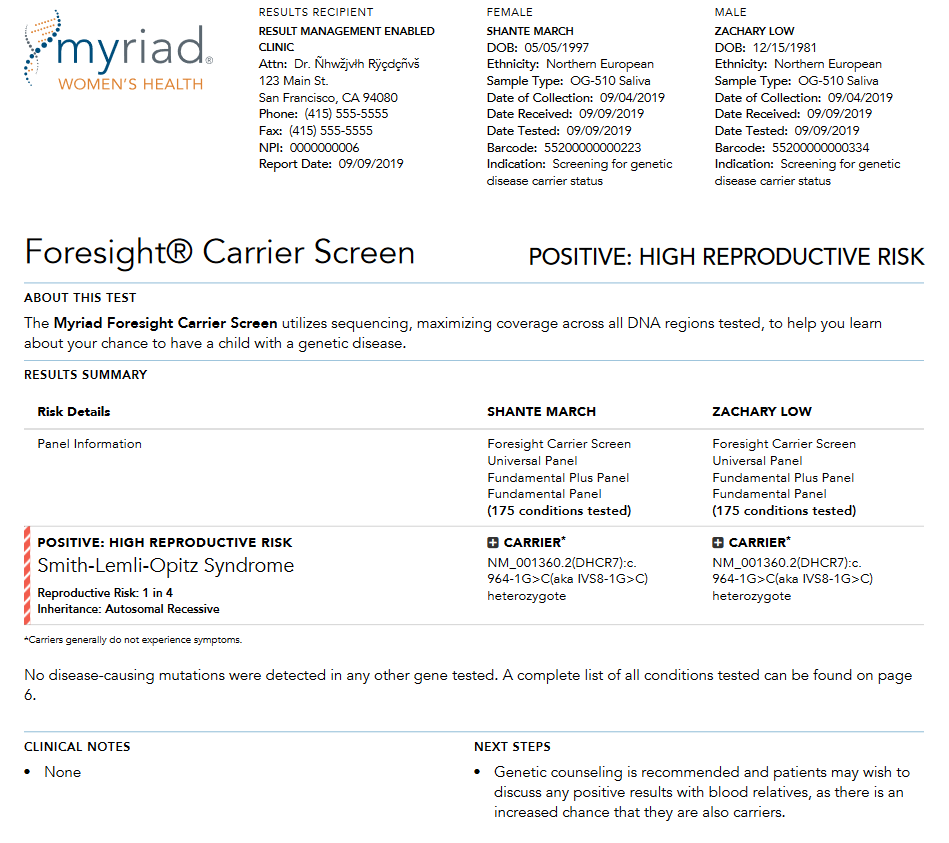 myriad®
WOMEN'S HEALTH
RESULTS RECIPIENT
RESULT MANAGEMENT ENABLED
CLINIC
Attn: Dr. Ñhwžjvłh Rÿçdçñvš
123 Main St.
San Francisco, CA 94080
Phone: (415) 555-5555
Fax: (415) 555-5555
NPI: 0000000006
Report Date: 09/09/2019
FEMALE
SHANTE MARCH
DOB: 05/05/1997
Ethnicity: Northern European
Sample Type: OG-510 Saliva
Date of Collection: 09/04/2019
Date Received: 09/09/2019
Date Tested: 09/09/2019
Barcode: 55200000000223
Indication: Screening for genetic
disease carrier status
MALE
ZACHARY LOW
DOB: 12/15/1981
Ethnicity: Northern European
Sample Type: OG-510 Saliva
Date of Collection: 09/04/2019
Date Received: 09/09/2019
Date Tested: 09/09/2019
Barcode: 55200000000334
Indication: Screening for genetic
disease carrier status
Foresight® Carrier Screen
POSITIVE: HIGH REPRODUCTIVE RISK
ABOUT THIS TEST
The Myriad Foresight Carrier Screen utilizes sequencing, maximizing coverage across all DNA regions tested, to help you learn
about your chance to have a child with a genetic disease.
RESULTS SUMMARY
Risk Details
SHANTE MARCH
ZACHARY LOW
Panel Information
Foresight Carrier Screen
Universal Panel
Fundamental Plus Panel
Fundamental Panel
(175 conditions tested)
Foresight Carrier Screen
Universal Panel
Fundamental Plus Panel
Fundamental Panel
(175 conditions tested)
POSITIVE: HIGH REPRODUCTIVE RISK
Smith-Lemli-Opitz Syndrome
Reproductive Risk: 1 in 4
Inheritance: Autosomal Recessive
CARRIER*
NM_001360.2(DHCR7):c.
964-1G>C(aka IVS8-1G>C)
heterozygote
CARRIER*
NM_001360.2(DHCR7):c.
964-1G>C(aka IVS8-1G>C)
heterozygote
*Carriers generally do not experience symptoms.
No disease-causing mutations were detected in any other gene tested. A complete list of all conditions tested can be found on page
6.
CLINICAL NOTES
• None
NEXT STEPS
• Genetic counseling is recommended and patients may wish to
discuss any positive results with blood relatives, as there is an
increased chance that they are also carriers.